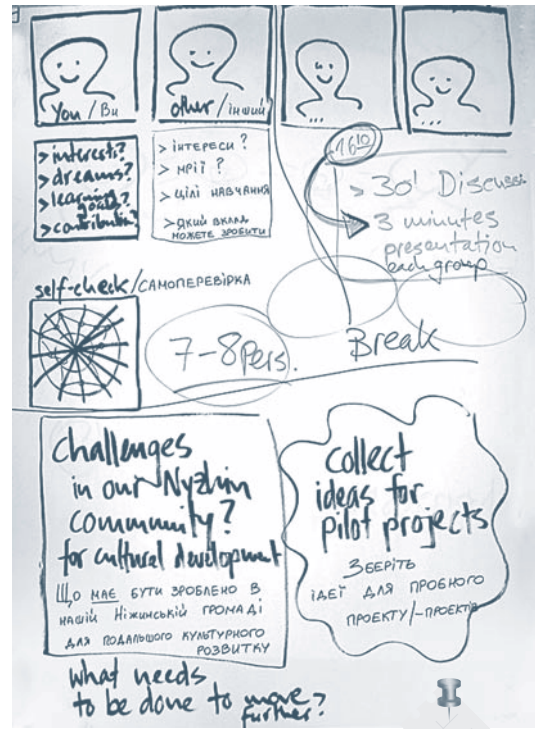 You / Ви
other / інший
...
...
> interests?
> dreams?
> learning goals?
> contribution?
> інтереси?
> мрії?
> цілі навчання
> який вклад
можете зробити
16 10
> 30' Discuss
3 minutes
presentation
each group
self-check/самоперевірка
7-8 Pers.
Break
Challenges
in our Nyzhin
community?
for cultural development
Що має бути зроблено в
нашій Ніжинській громаді
для подальшого культурного
розвитку
what needs
to be done to move
further?
collect
ideas for
pilot projects
Зберіть
ідеї для пробного
проекту/-проектів